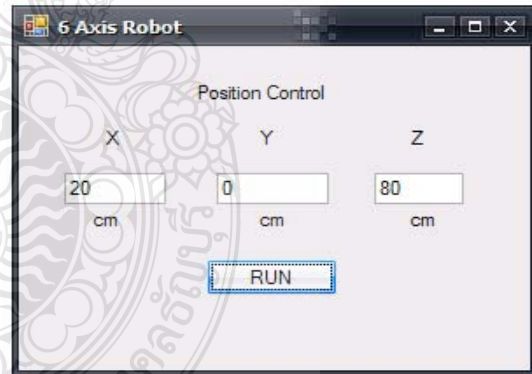 6 Axis Robot
Position Control
X Y Z
20 0 80
cm cm cm
RUN